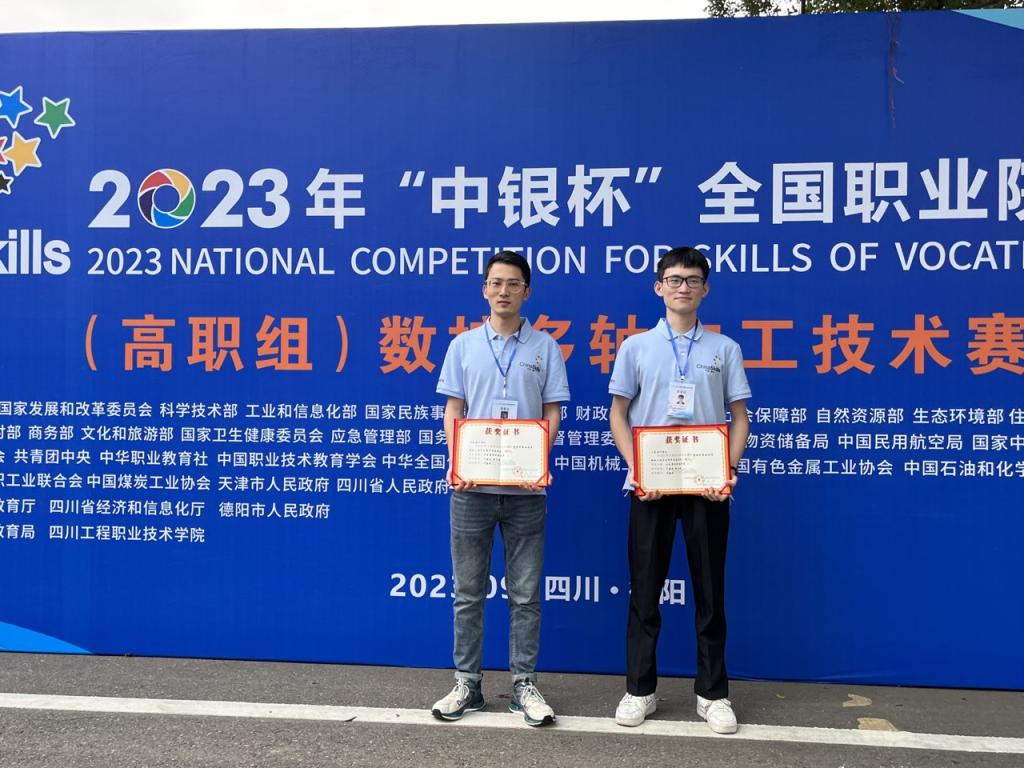 2023年“中银杯”全国职业院
kills
2023 NATIONAL COMPETITION FOR SKILLS OF VOCATI
（高职组）数控多轴加工技术赛
国家发展和改革委员会 科学技术部 工业和信息化部 国家民族事 部 财政 会保障部 自然资源部 生态环境部 住
村部 商务部 文化和旅游部 国家卫生健康委员会 应急管理部 国务 督管理委 物资储备局 中国民用航空局 国家中
会 共青团中央 中华职业教育社 中国职业技术教育学会 中华全国 中国机械工 国有色金属工业协会 中国石油和化学
织工业联合会 中国煤炭工业协会 天津市人民政府 四川省人民政府
教育厅 四川省经济和信息化厅 德阳市人民政府
教育局 四川工程职业技术学院
2023 09 四川·德阳
ChinaSkills
获奖证书
获奖证书